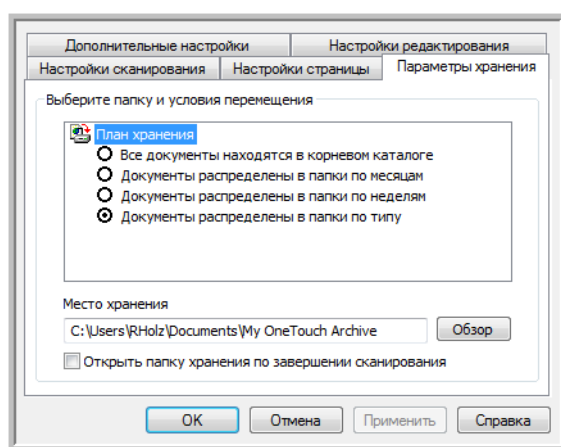 Дополнительные настройки Настройки редактирования
Настройки сканирования Настройки страницы Параметры хранения
Выберите папку и условия перемещения
План хранения
Все документы находятся в корневом каталоге
Документы распределены в папки по месяцам
Документы распределены в папки по неделям
Документы распределены в папки по типу
Место хранения
C:\Users\RHolz\Documents\My OneTouch Archive Обзор
Открыть папку хранения по завершении сканирования
OK Отмена Применить Справка